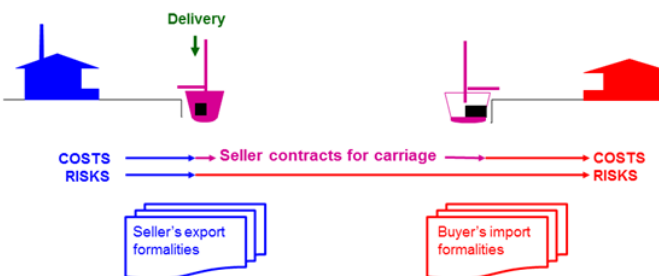 Delivery
COSTS Seller contracts for carriage COSTS
RISKS RISKS
Seller's export
formalities
Buyer's import
formalities